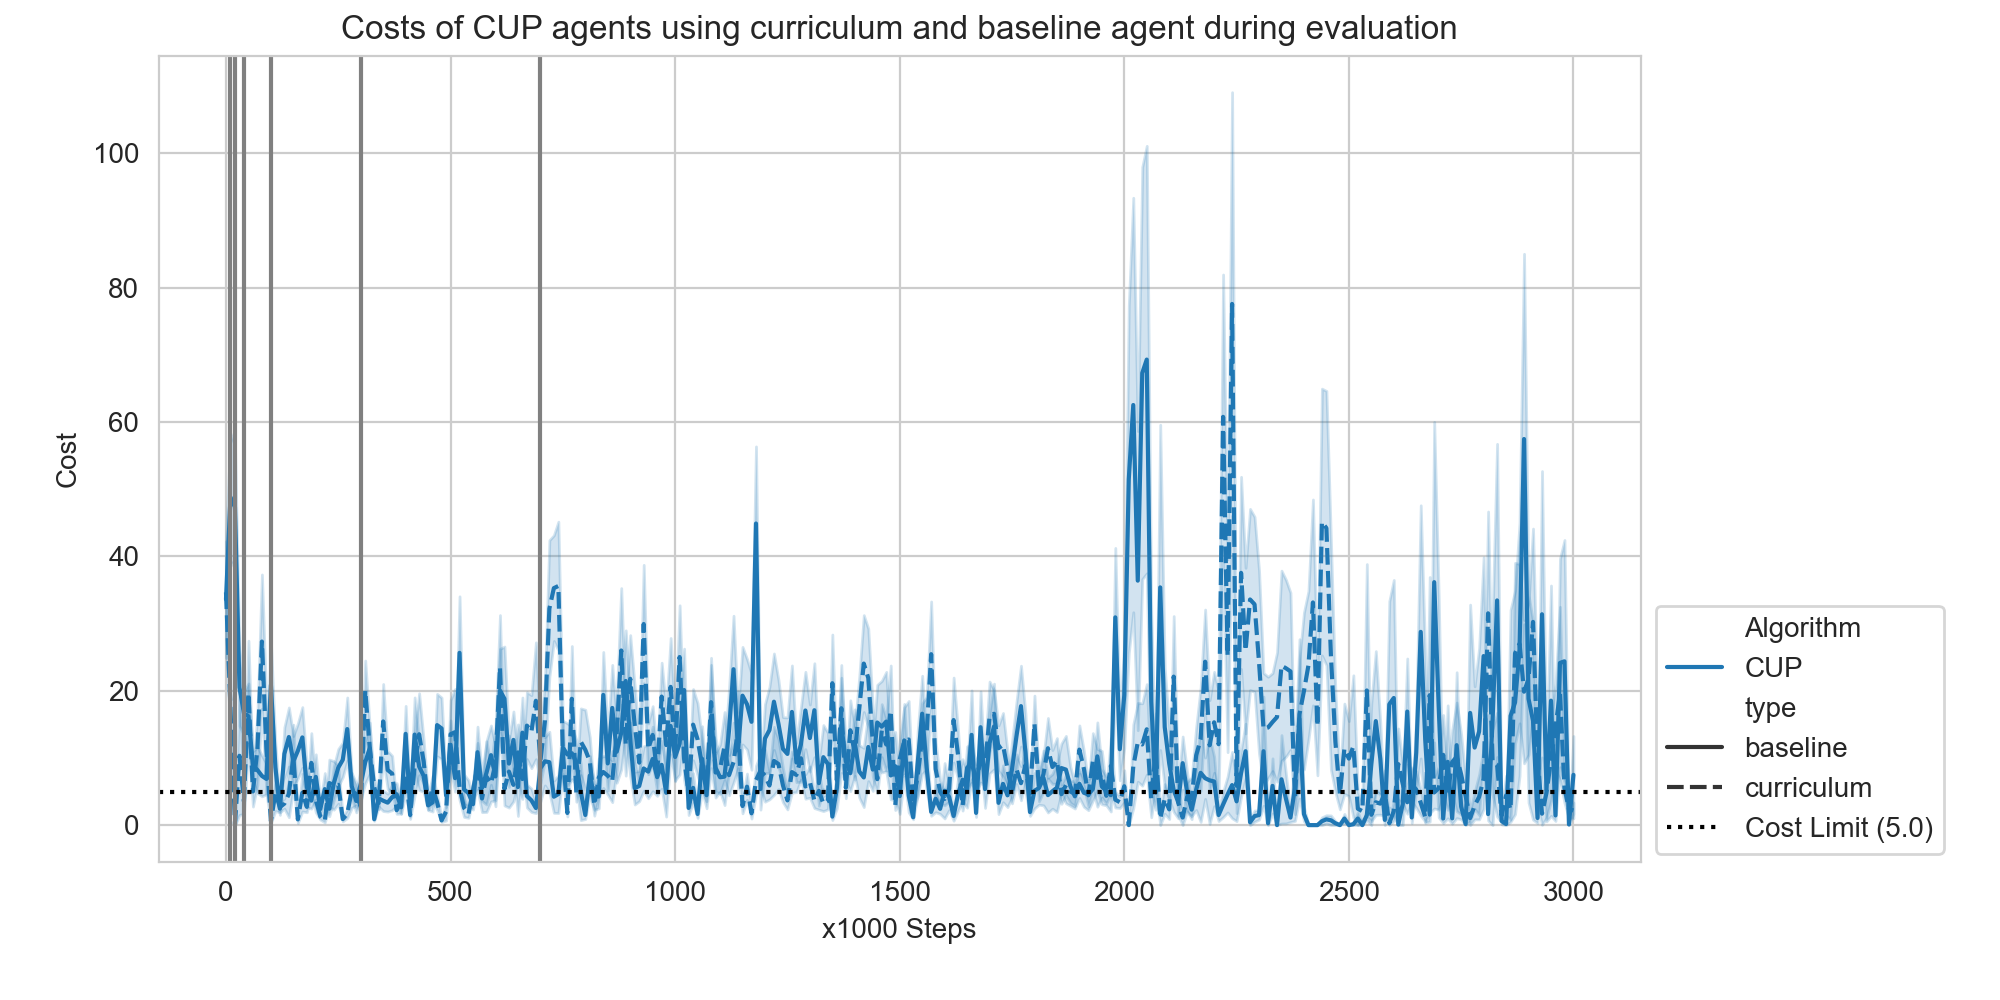 Costs of CUP agents using curriculum and baseline agent during evaluation
100
80
60
40
20
0
Cost
0 500 1000 1500 2000 2500 3000
x1000 Steps
Algorithm
CUP
type
baseline
curriculum
Cost Limit (5.0)